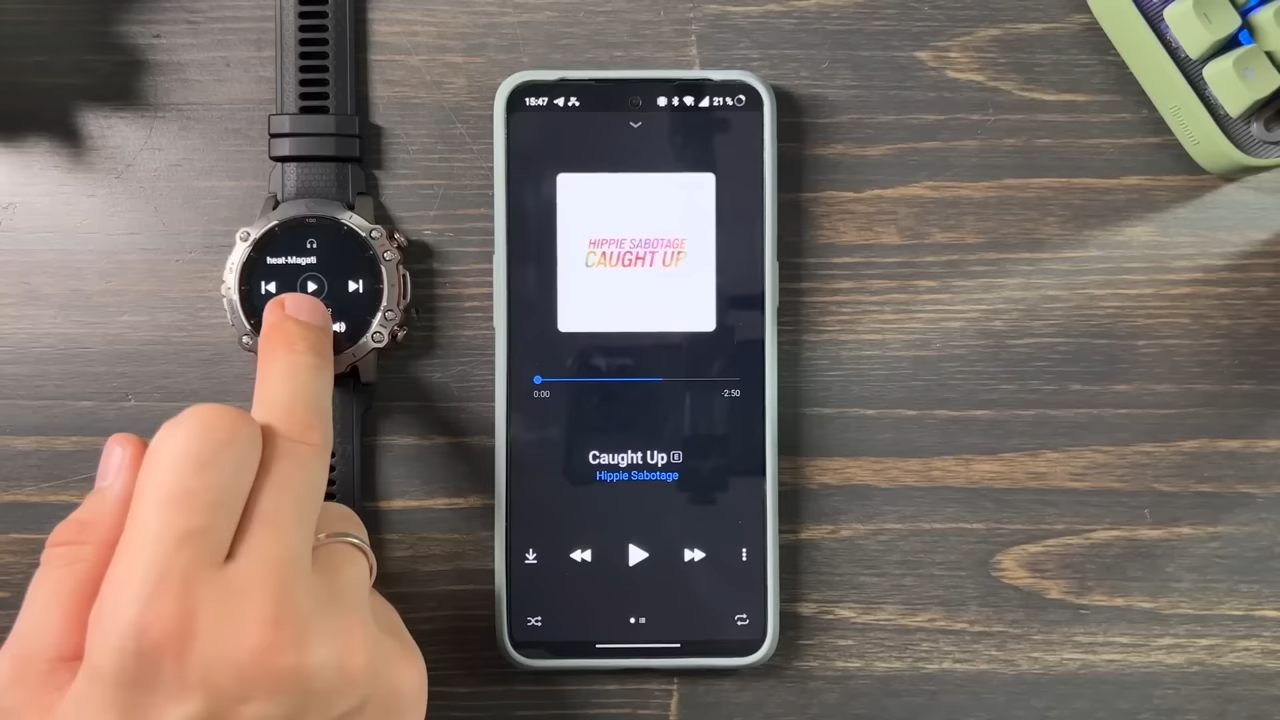 heat-Magati
15:47
21 %
HIPPIE SABOTAGE
CAUGHT UP
0:00
-2:50
Caught Up E
Hippie Sabotage